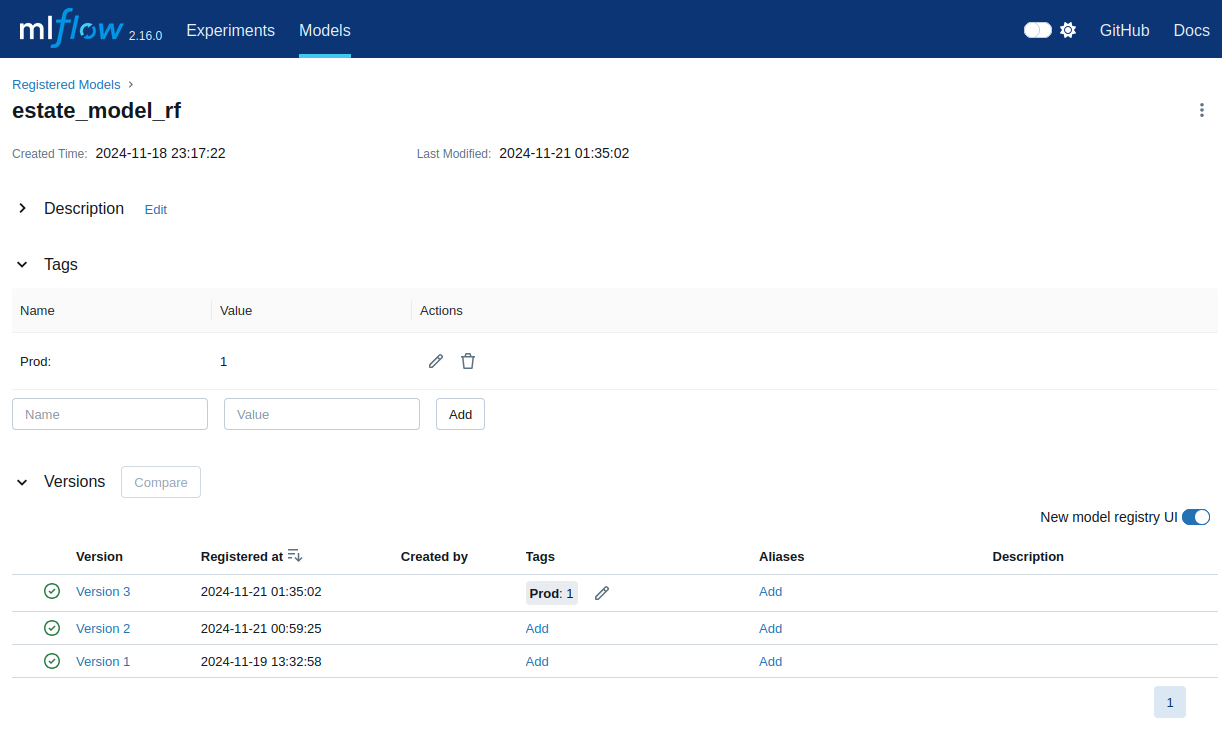 mlflow 2.16.0 Experiments Models GitHub Docs
Registered Models
estate_model_rf
Created Time: 2024-11-18 23:17:22 Last Modified: 2024-11-21 01:35:02
Description Edit
Tags
Name Value Actions
Prod: 1
Name Value Add
Versions Compare
New model registry UI
Version Registered at Created by Tags Aliases Description
Version 3 2024-11-21 01:35:02 Prod: 1 Add
Version 2 2024-11-21 00:59:25 Add Add
Version 1 2024-11-19 13:32:58 Add Add
1